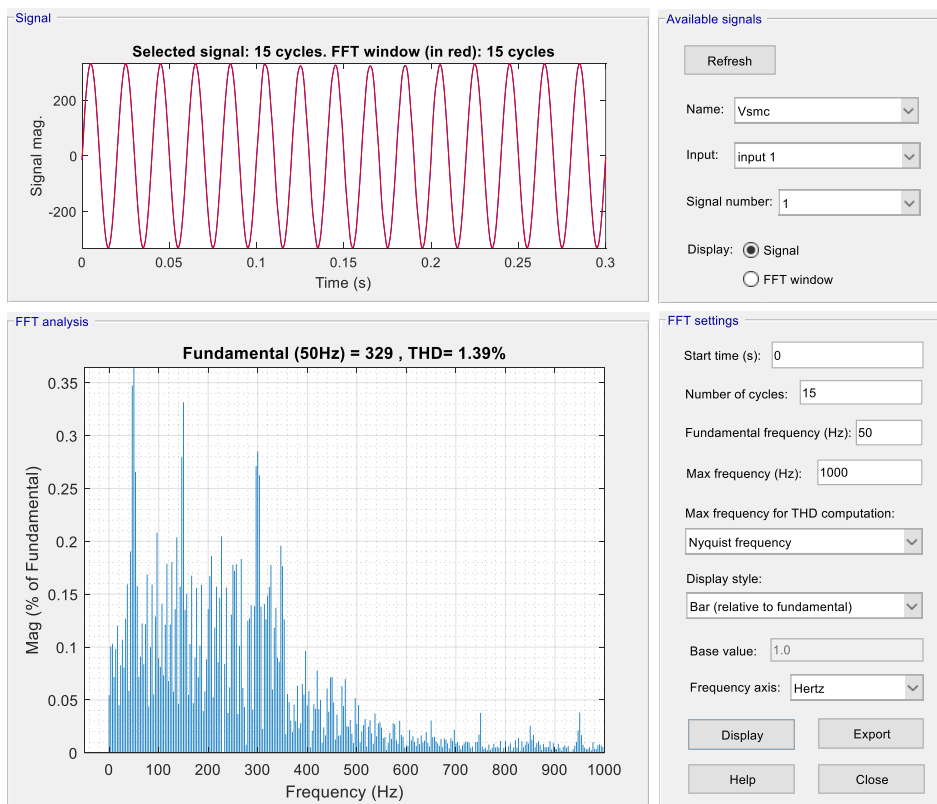 Signal
Selected signal: 15 cycles. FFT window (in red): 15 cycles
Signal mag.
200
0
-200
0 0.05 0.1 0.15 0.2 0.25 0.3
Time (s)
Available signals
Refresh
Name: Vsmc
Input: input 1
Signal number: 1
Display: Signal
FFT window
FFT analysis
Fundamental (50Hz) = 329 , THD= 1.39%
Mag (% of Fundamental)
0.35
0.3
0.25
0.2
0.15
0.1
0.05
0
0 100 200 300 400 500 600 700 800 900 1000
Frequency (Hz)
FFT settings
Start time (s): 0
Number of cycles: 15
Fundamental frequency (Hz): 50
Max frequency (Hz): 1000
Max frequency for THD computation:
Nyquist frequency
Display style:
Bar (relative to fundamental)
Base value: 1.0
Frequency axis: Hertz
Display Export
Help Close